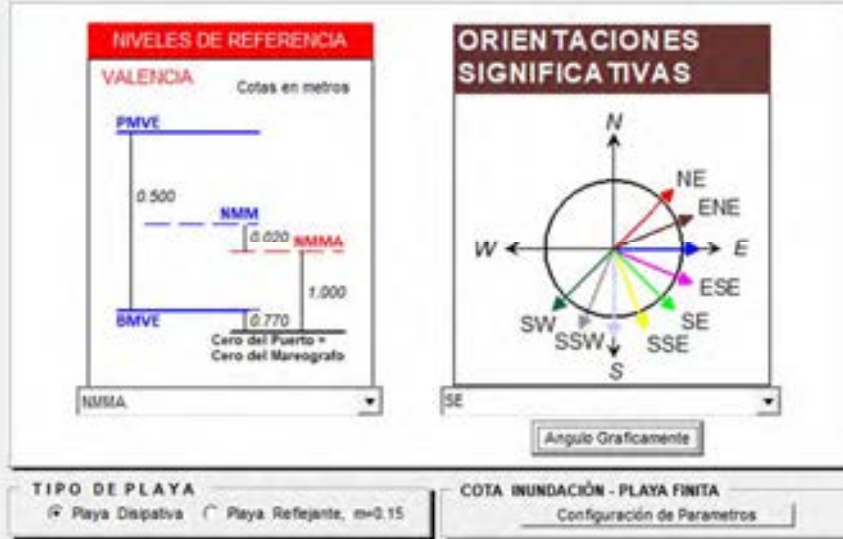 NIVELES DE REFERENCIA
VALENCIA
Cotas en metros
PMVE
0.500
NMM
0.020
NMMA
1.000
BMVE
0.770
Cero del Puerto =
Cero del Mareografo
NMMA
ORIENTACIONES
SIGNIFICATIVAS
N
NE
ENE
W
E
ESE
SE
SSE
S
SSW
SW
SE
Angulo Graficamente
TIPO DE PLAYA
Playa Disipativa
Playa Reflejante, m=0.15
COTA INUNDACIÓN - PLAYA FINITA
Configuración de Parametros